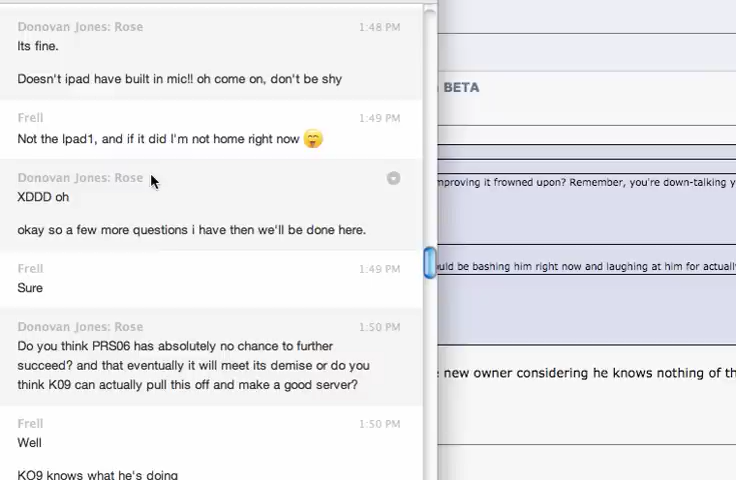 Donovan Jones: Rose 1:48 PM
Its fine.
Doesn't ipad have built in mic!! oh come on, don't be shy
BETA
Frell 1:49 PM
Not the Ipad1, and if it did I'm not home right now
Donovan Jones: Rose
XDDD oh
okay so a few more questions i have then we'll be done here.
Frell 1:49 PM
Sure
Donovan Jones: Rose 1:50 PM
Do you think PRS06 has absolutely no chance to further
succeed? and that eventually it will meet its demise or do you
think K09 can actually pull this off and make a good server?
Frell 1:50 PM
Well
KO9 knows what he's doing
mproving it frowned upon? Remember, you're down-talking y
uld be bashing him right now and laughing at him for actuall
new owner considering he knows nothing of th